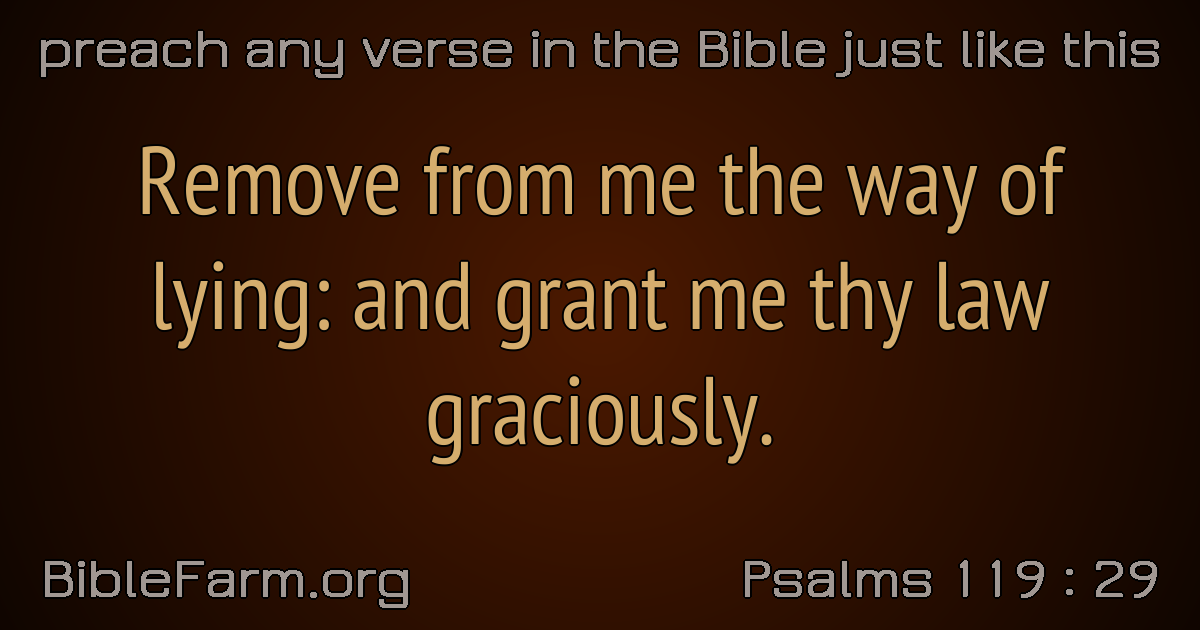 preach any verse in the Bible just like this
Remove from me the way of
lying: and grant me thy law
graciously.
BibleFarm.org
Psalms 119 : 29